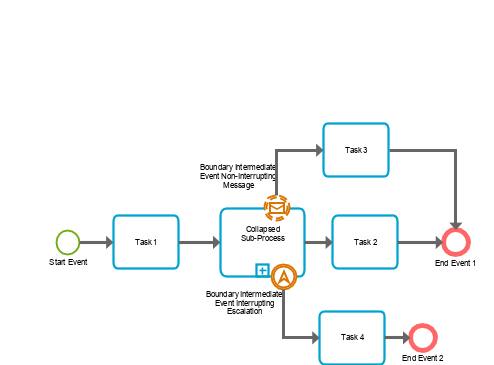 Task 3
Boundary Intermediate
Event Non-Interrupting
Message
Collapsed
Sub-Process
Task 1
Task 2
Start Event
End Event 1
Boundary Intermediate
Event Interrupting
Escalation
Task 4
End Event 2